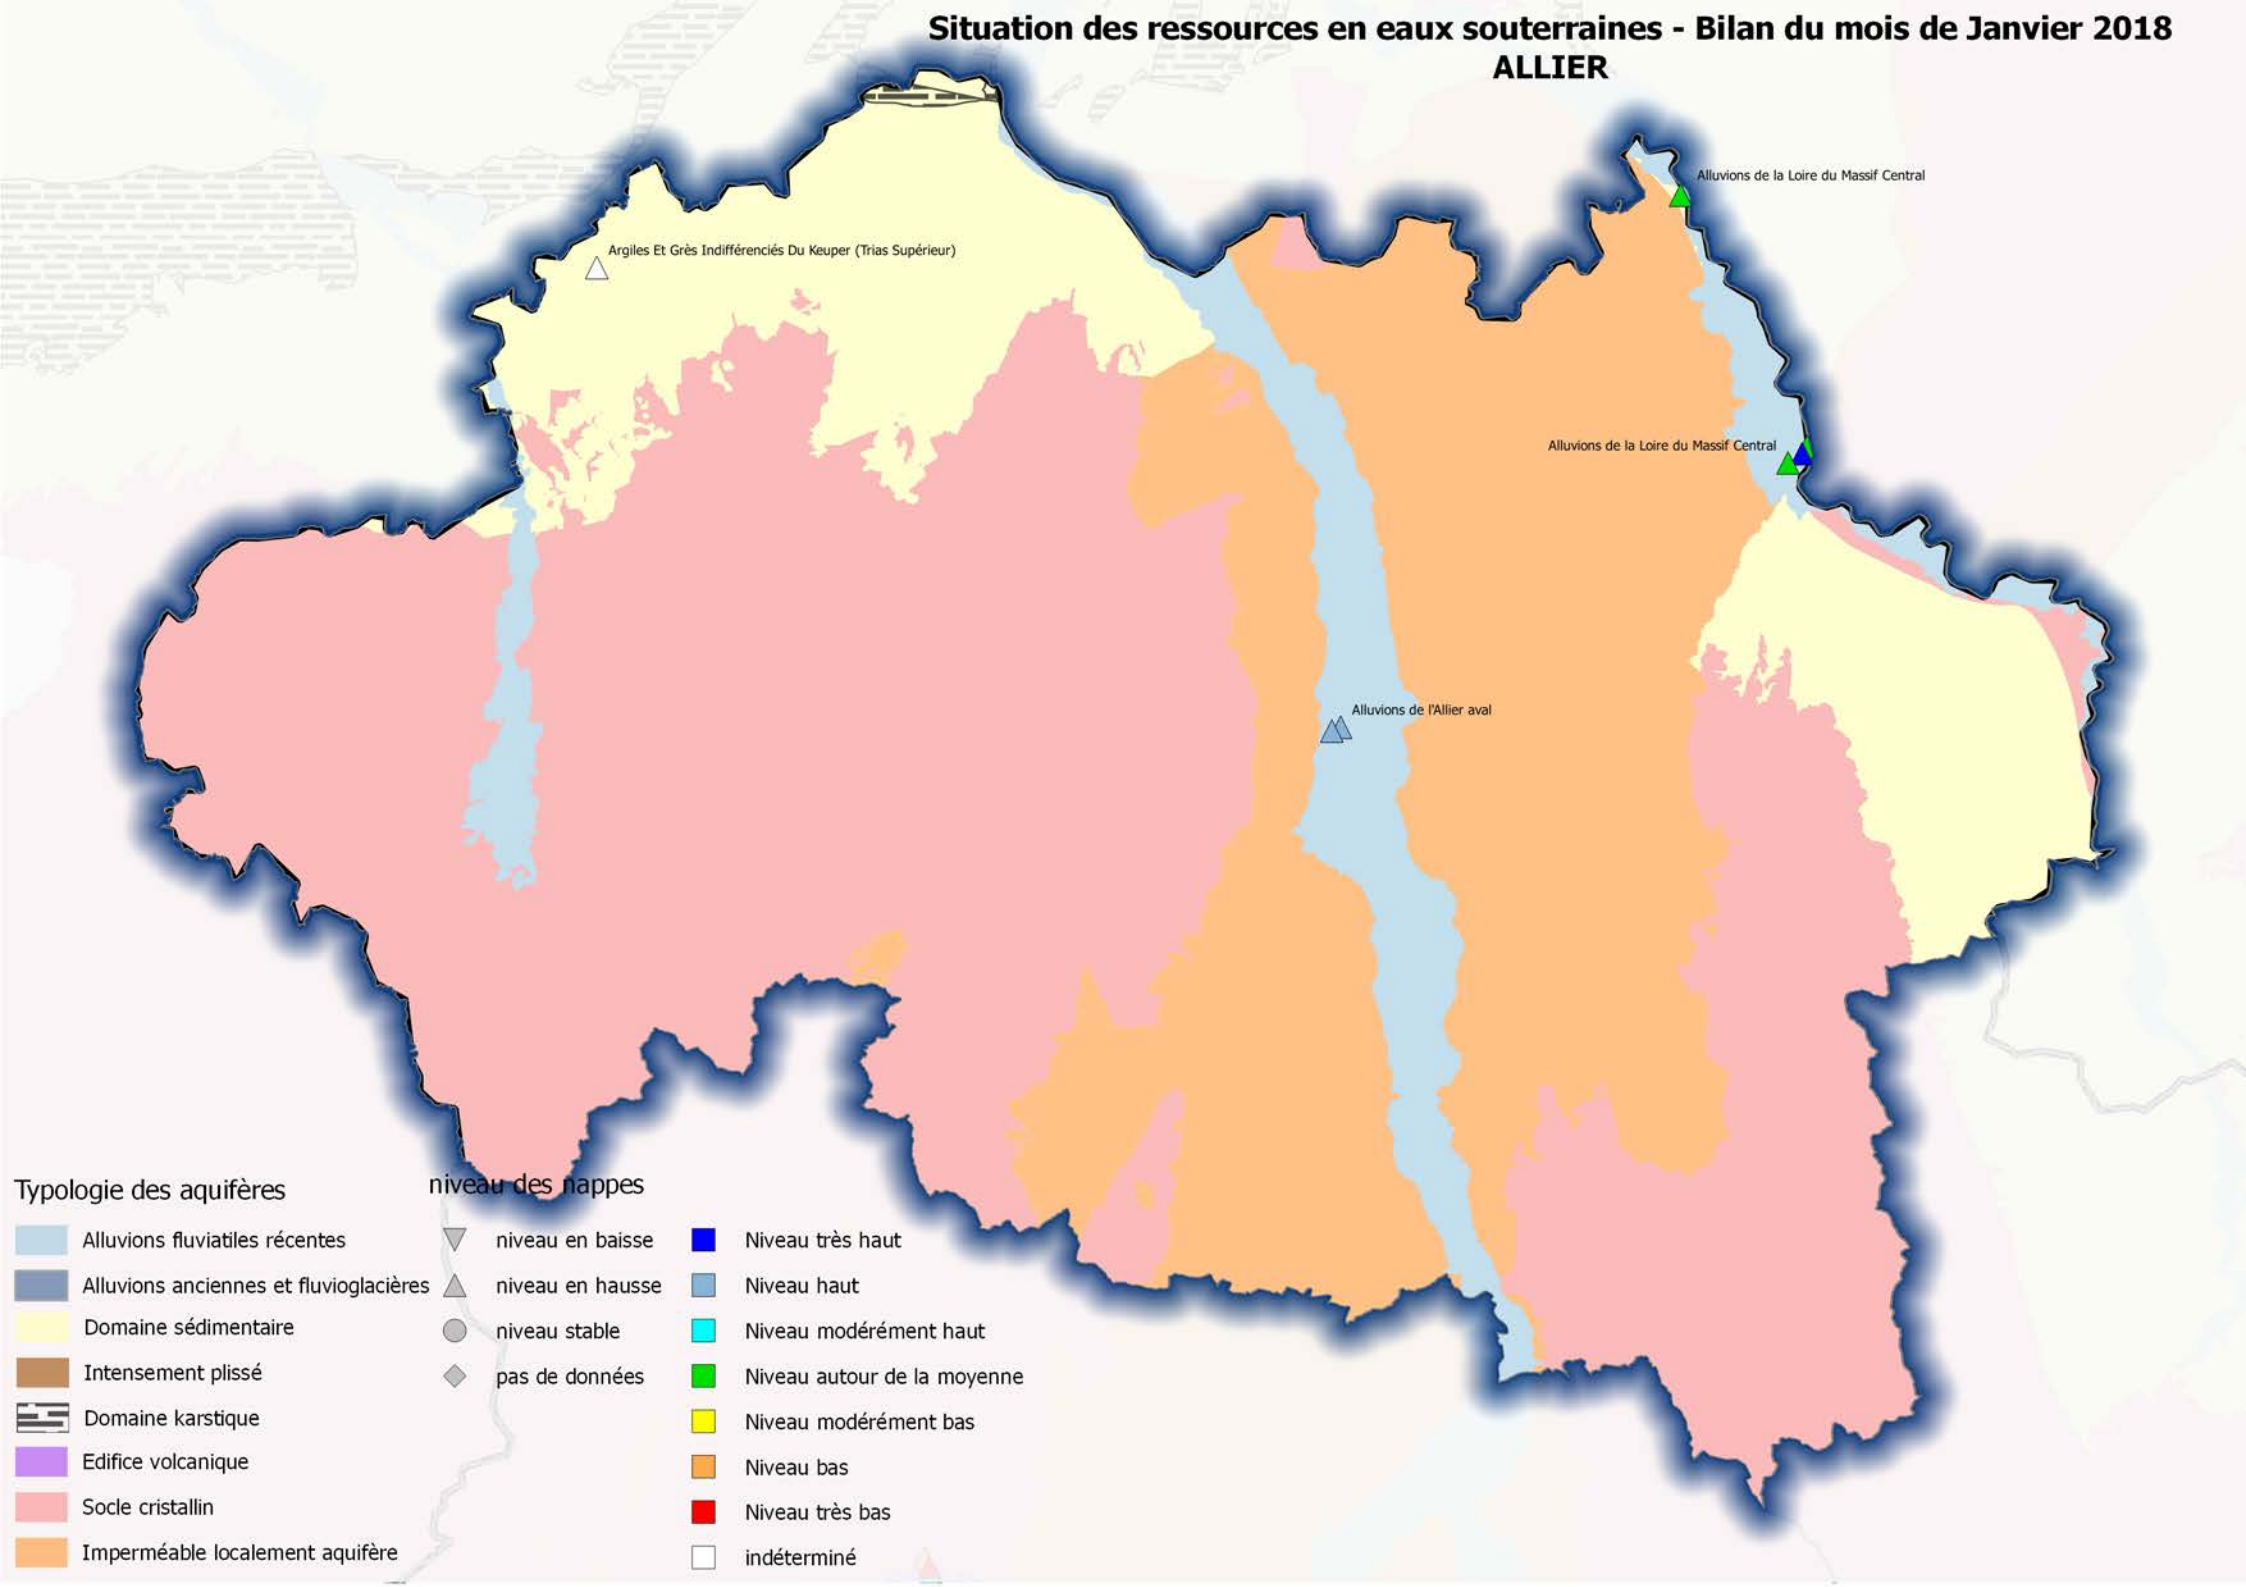 Situation des ressources en eaux souterraines - Bilan du mois de Janvier 2018
ALLIER
Alluvions de la Loire du Massif Central
Argiles Et Grès Indifférenciés Du Keuper (Trias Supérieur)
Alluvions de la Loire du Massif Central
Alluvions de l'Allier aval
Typologie des aquifères
Alluvions fluviatiles récentes
Alluvions anciennes et fluvioglacières
Domaine sédimentaire
Intensement plissé
Domaine karstique
Edifice volcanique
Socle cristallin
Imperméable localement aquifère
niveau des nappes
niveau en baisse
niveau en hausse
niveau stable
pas de données
Niveau très haut
Niveau haut
Niveau modérément haut
Niveau autour de la moyenne
Niveau modérément bas
Niveau bas
Niveau très bas
indéterminé